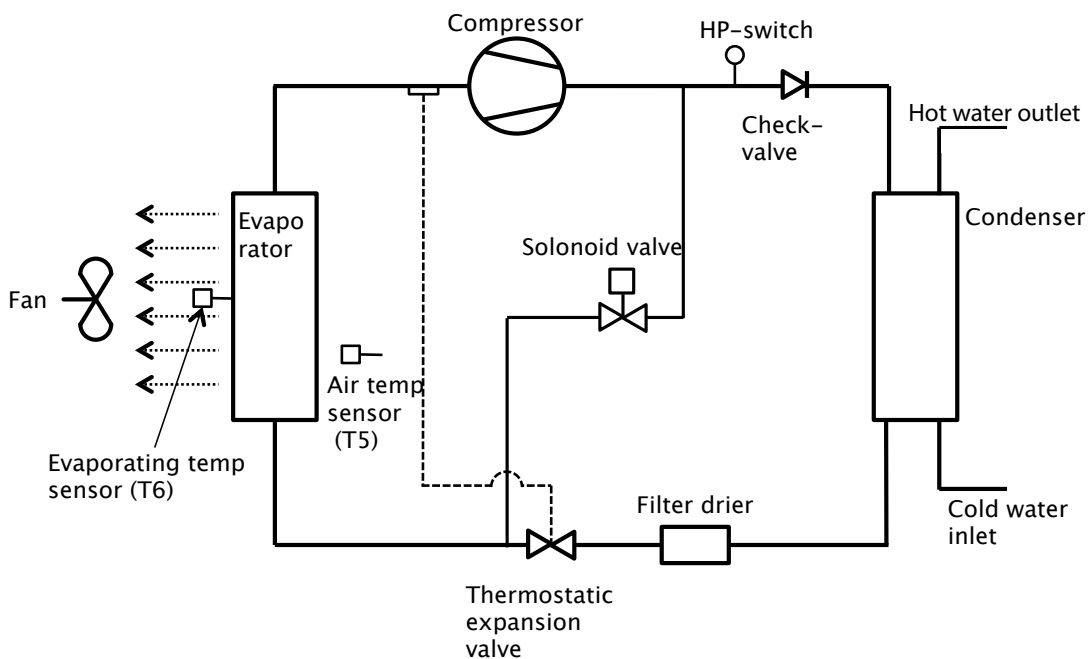 Compressor
HP-switch
Check-
valve
Hot water outlet
Evapo
rator
Condenser
Solonoid valve
Fan
Air temp
sensor
(T5)
Evaporating temp
sensor (T6)
Filter drier
Cold water
inlet
Thermostatic
expansion
valve